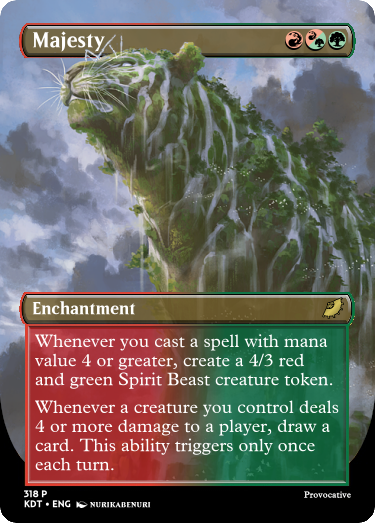 Majesty
Enchantment
Whenever you cast a spell with mana
value 4 or greater, create a 4/3 red
and green Spirit Beast creature token.
Whenever a creature you control deals
4 or more damage to a player, draw a
card. This ability triggers only once
each turn.
318 P
KDT • ENG NURIKABENURI
Provocative